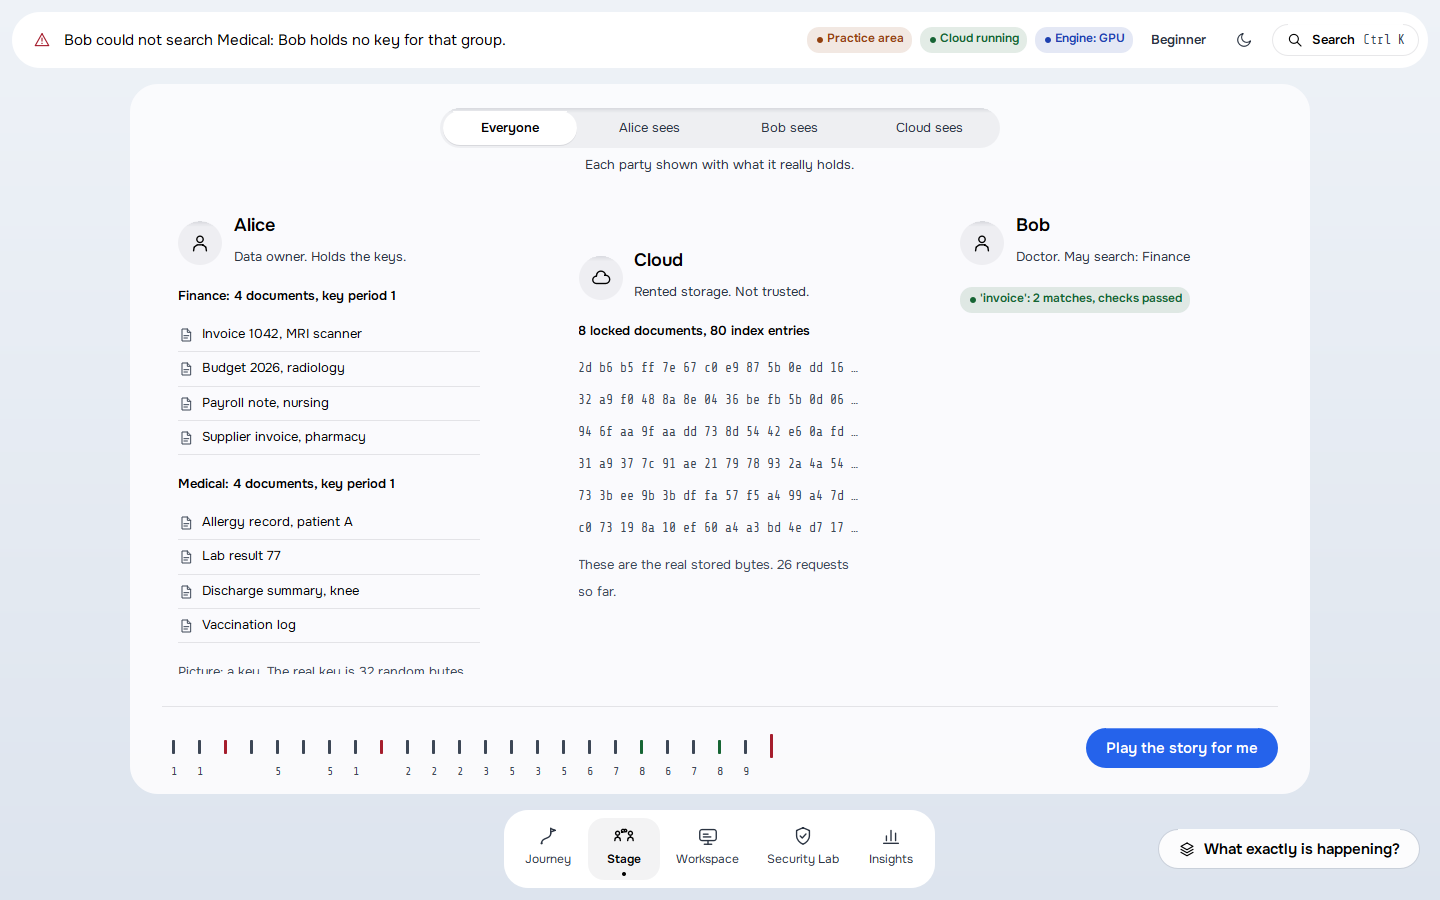 Bob could not search Medical: Bob holds no key for that group.
Practice area
Cloud running
Engine: GPU
Beginner
Search Ctrl K
Everyone
Alice sees
Bob sees
Cloud sees
Each party shown with what it really holds.
Alice
Data owner. Holds the keys.
Finance: 4 documents, key period 1
Invoice 1042, MRI scanner
Budget 2026, radiology
Payroll note, nursing
Supplier invoice, pharmacy
Medical: 4 documents, key period 1
Allergy record, patient A
Lab result 77
Discharge summary, knee
Vaccination log
Picture: a key. The real key is 32 random bytes
Cloud
Rented storage. Not trusted.
8 locked documents, 80 index entries
2d b6 b5 ff 7e 67 c0 e9 87 5b 0e dd 16 …
32 a9 f0 48 8a 8e 04 36 be fb 5b 0d 06 …
94 6f aa 9f aa dd 73 8d 54 42 e6 0a fd …
31 a9 37 7c 91 ae 21 79 78 93 2a 4a 54 …
73 3b ee 9b 3b df fa 57 f5 a4 99 a4 7d …
c0 73 19 8a 10 ef 60 a4 a3 bd 4e d7 17 …
These are the real stored bytes. 26 requests
so far.
Bob
Doctor. May search: Finance
'invoice': 2 matches, checks passed
1 1 5 5 1 2 2 2 3 5 3 5 6 7 8 6 7 8 9
Play the story for me
Journey
Stage
Workspace
Security Lab
Insights
What exactly is happening?